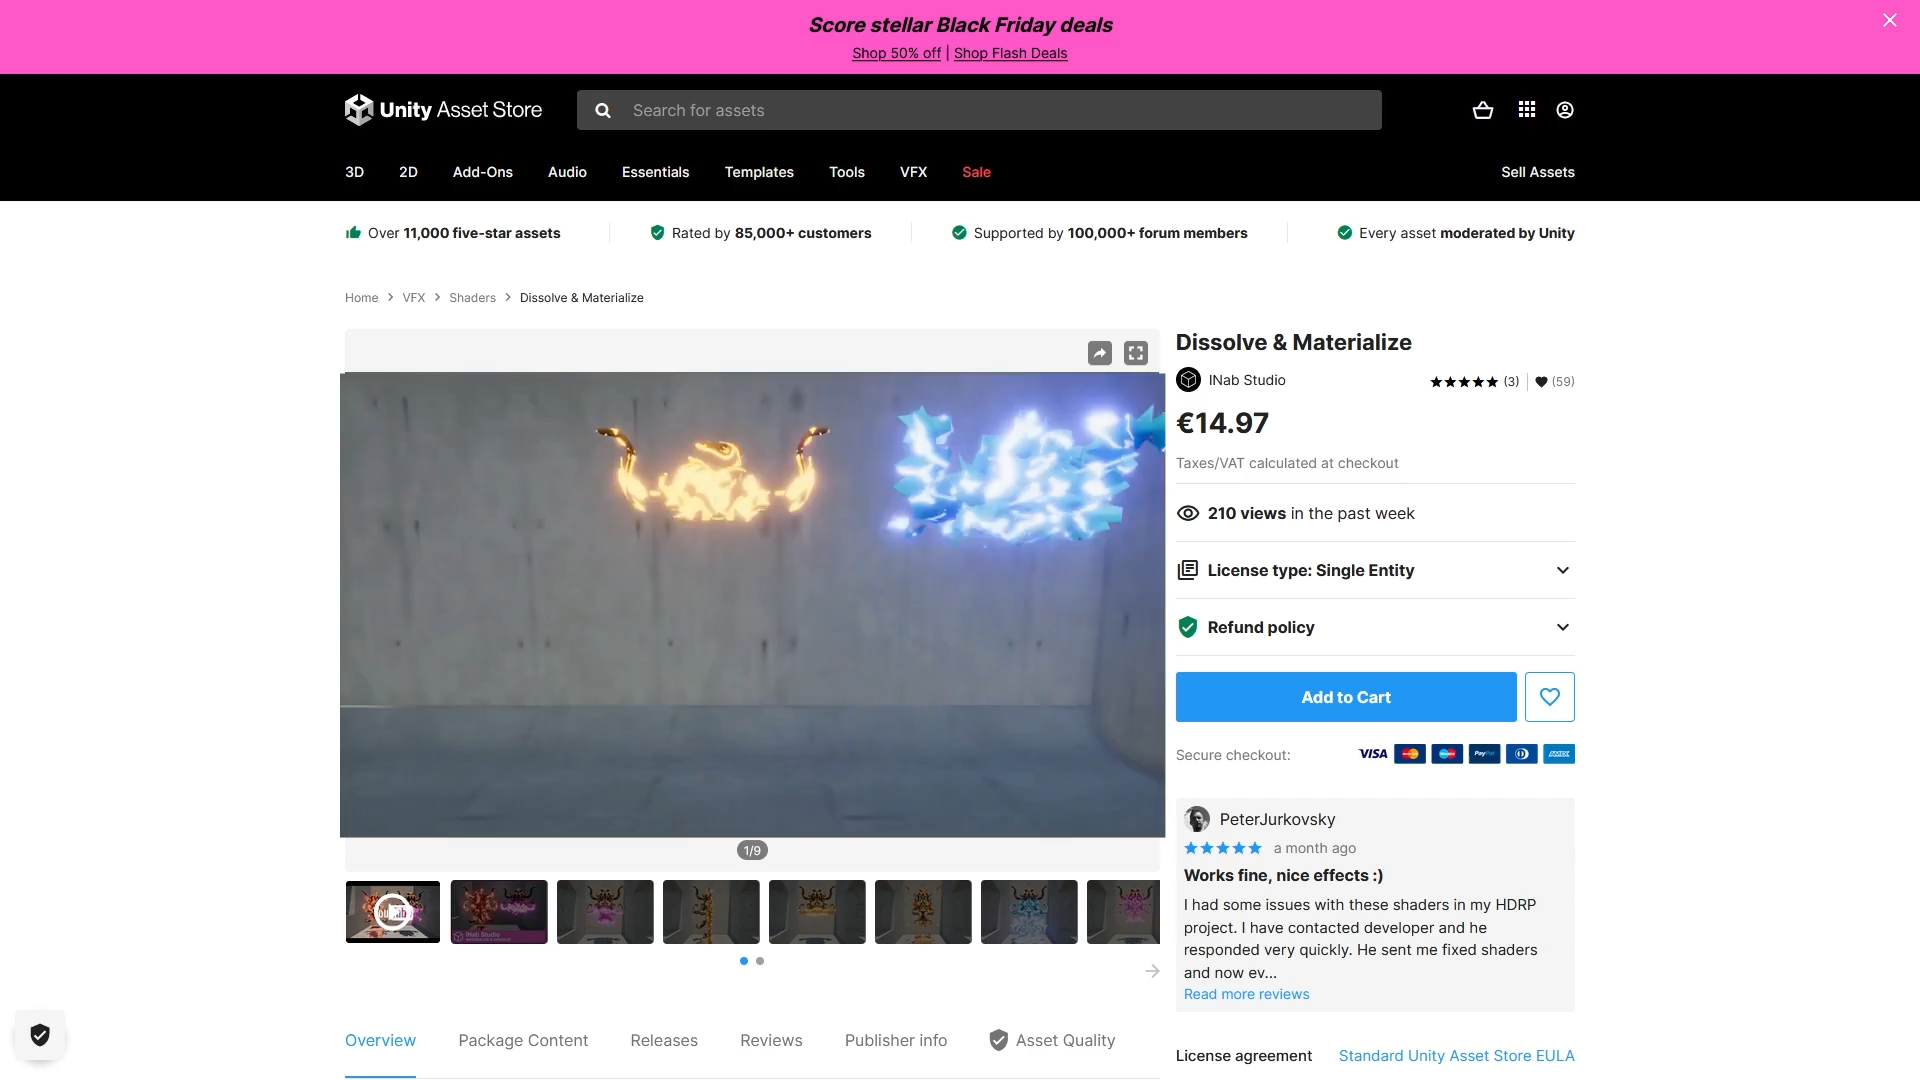 Score stellar Black Friday deals
Shop 50% off | Shop Flash Deals
Unity Asset Store
Search for assets
3D 2D Add-Ons Audio Essentials Templates Tools VFX Sale Sell Assets
Over 11,000 five-star assets
Rated by 85,000+ customers
Supported by 100,000+ forum members
Every asset moderated by Unity
Home > VFX > Shaders > Dissolve & Materialize
Dissolve & Materialize
INab Studio
(3) (59)
€14.97
Taxes/VAT calculated at checkout
210 views in the past week
License type: Single Entity
Refund policy
Add to Cart
Secure checkout: VISA PayPal AMEX
1/9
INab Studio
PeterJurkovsky
a month ago
Works fine, nice effects :)
I had some issues with these shaders in my HDRP
project. I have contacted developer and he
responded very quickly. He sent me fixed shaders
and now ev...
Read more reviews
Overview Package Content Releases Reviews Publisher info Asset Quality
License agreement Standard Unity Asset Store EULA